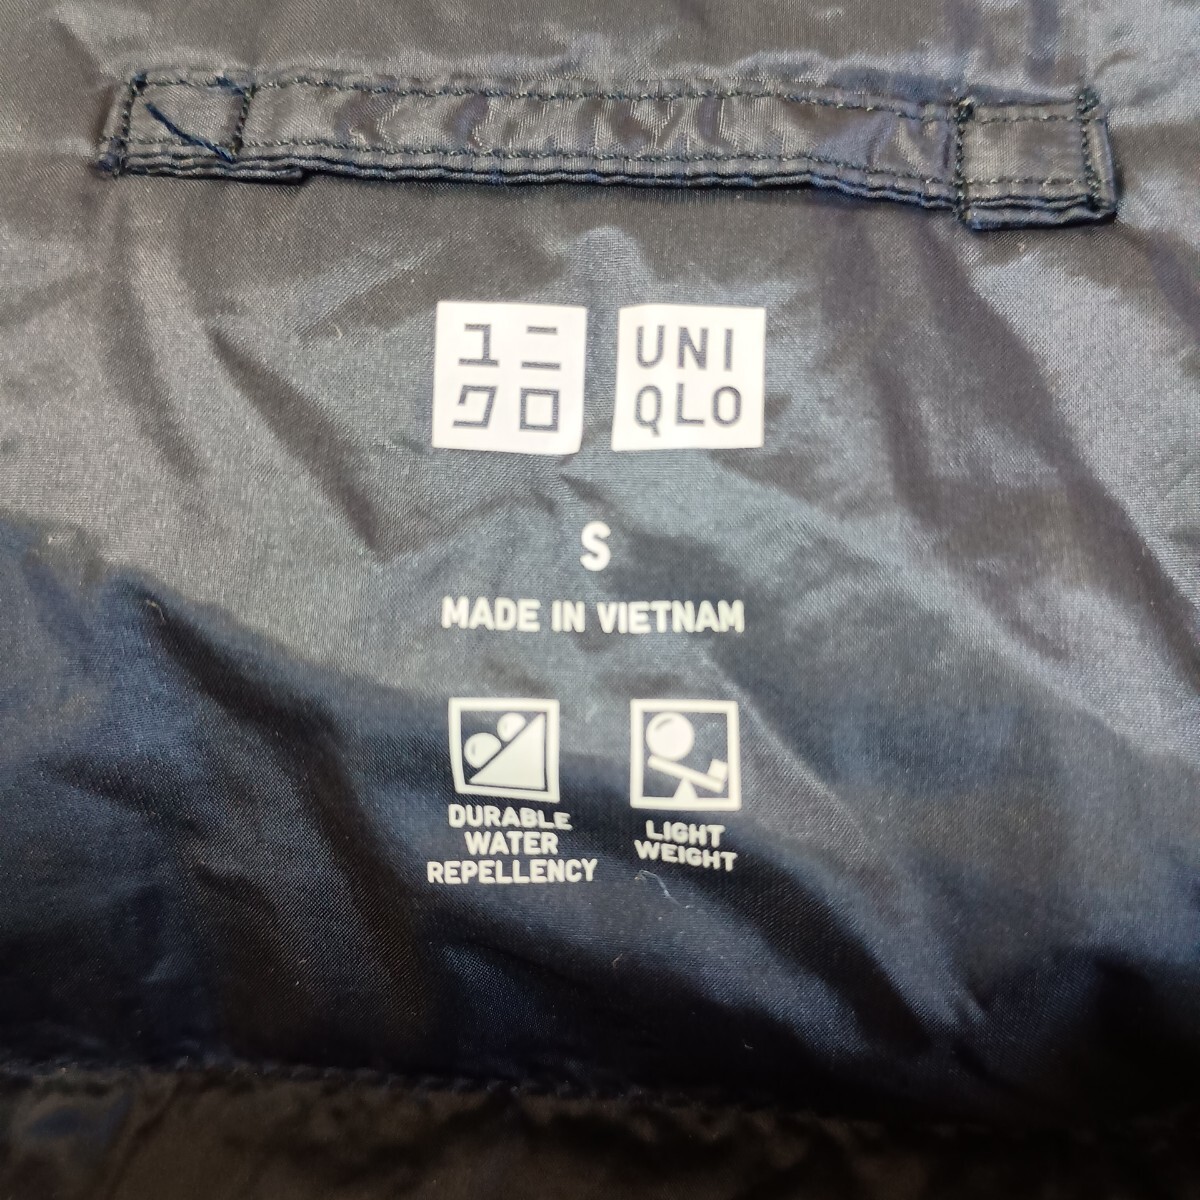 ユニ
クロ
UNI
QLO
S
MADE IN VIETNAM
DURABLE
WATER
REPELLENCY
LIGHT
WEIGHT